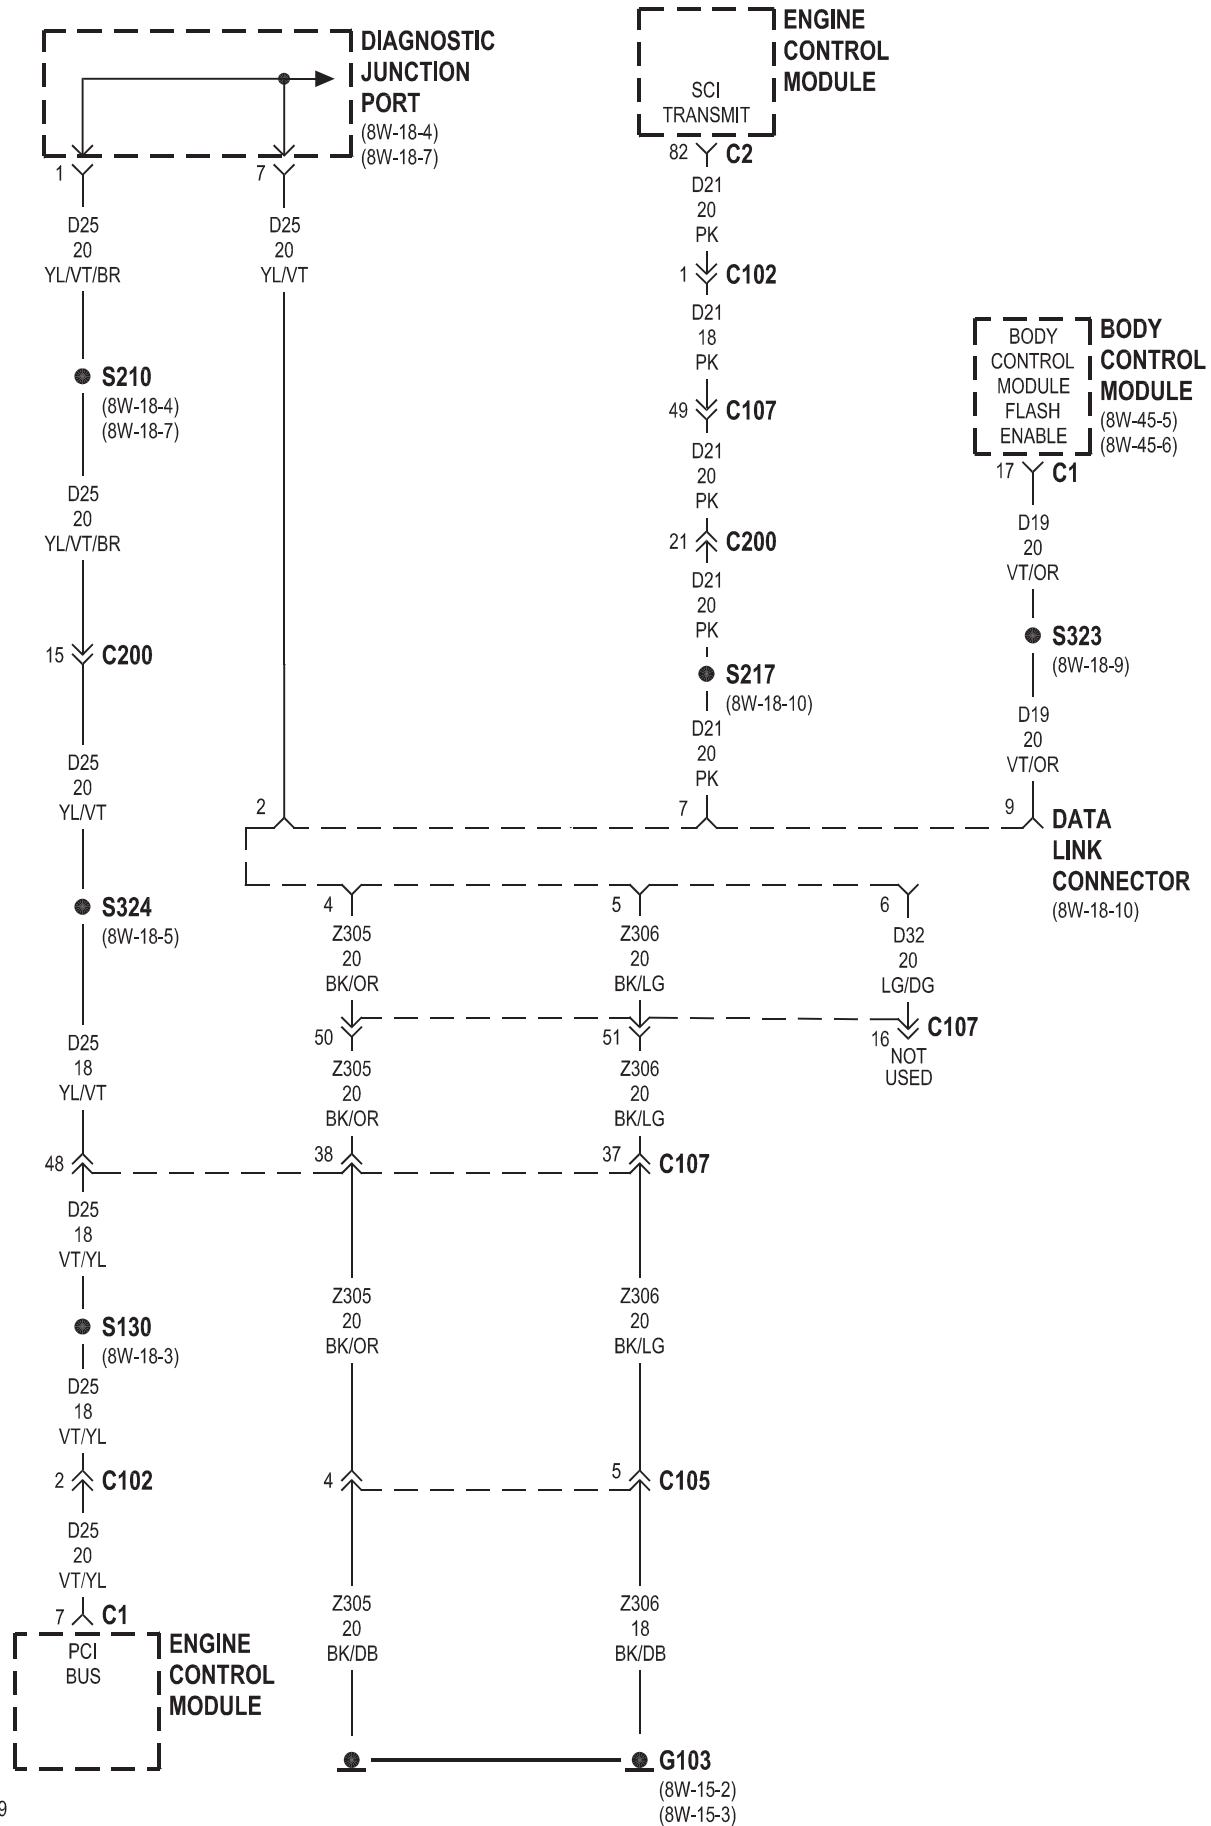 DIAGNOSTIC
JUNCTION
PORT
(8W-18-4)
(8W-18-7)
1
7
D25
20
YL/VT/BR
D25
20
YL/VT
S210
(8W-18-4)
(8W-18-7)
D25
20
YL/VT/BR
15
C200
D25
20
YL/VT
S324
(8W-18-5)
D25
18
YL/VT
48
D25
18
VT/YL
S130
(8W-18-3)
D25
18
VT/YL
2
C102
D25
20
VT/YL
7
C1
PCI
BUS
ENGINE
CONTROL
MODULE
ENGINE
CONTROL
MODULE
SCI
TRANSMIT
82
C2
D21
20
PK
1
C102
D21
18
PK
49
C107
D21
20
PK
21
C200
D21
20
PK
S217
(8W-18-10)
D21
20
PK
BODY
CONTROL
MODULE
FLASH
ENABLE
BODY
CONTROL
MODULE
(8W-45-5)
(8W-45-6)
17
C1
D19
20
VT/OR
S323
(8W-18-9)
D19
20
VT/OR
2
7
9
DATA
LINK
CONNECTOR
(8W-18-10)
4
5
6
Z305
20
BK/OR
Z306
20
BK/LG
D32
20
LG/DG
50
51
16
C107
NOT
USED
Z305
20
BK/OR
Z306
20
BK/LG
38
37
C107
Z305
20
BK/OR
Z306
20
BK/LG
4
5
C105
Z305
20
BK/DB
Z306
18
BK/DB
G103
(8W-15-2)
(8W-15-3)
9